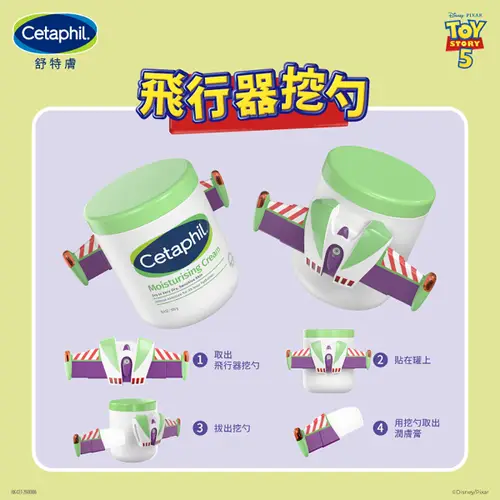 Cetaphil.
舒特膚
DISNEY·PIXAR
TOY
STORY
5
飛行器挖勺
Cetaphil.
Moisturising Cream
1 取出
飛行器挖勺
2 貼在罐上
3 拔出挖勺
4 用挖勺取出
潤膚膏
©Disney/Pixar